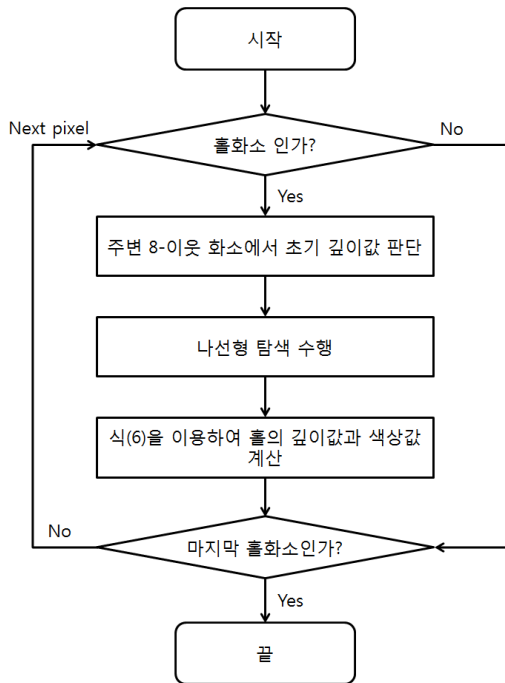 시작
Next pixel
홀화소 인가?
No
Yes
주변 8-이웃 화소에서 초기 깊이값 판단
나선형 탐색 수행
식(6)을 이용하여 홀의 깊이값과 색상값
계산
No
마지막 홀화소인가?
Yes
끝